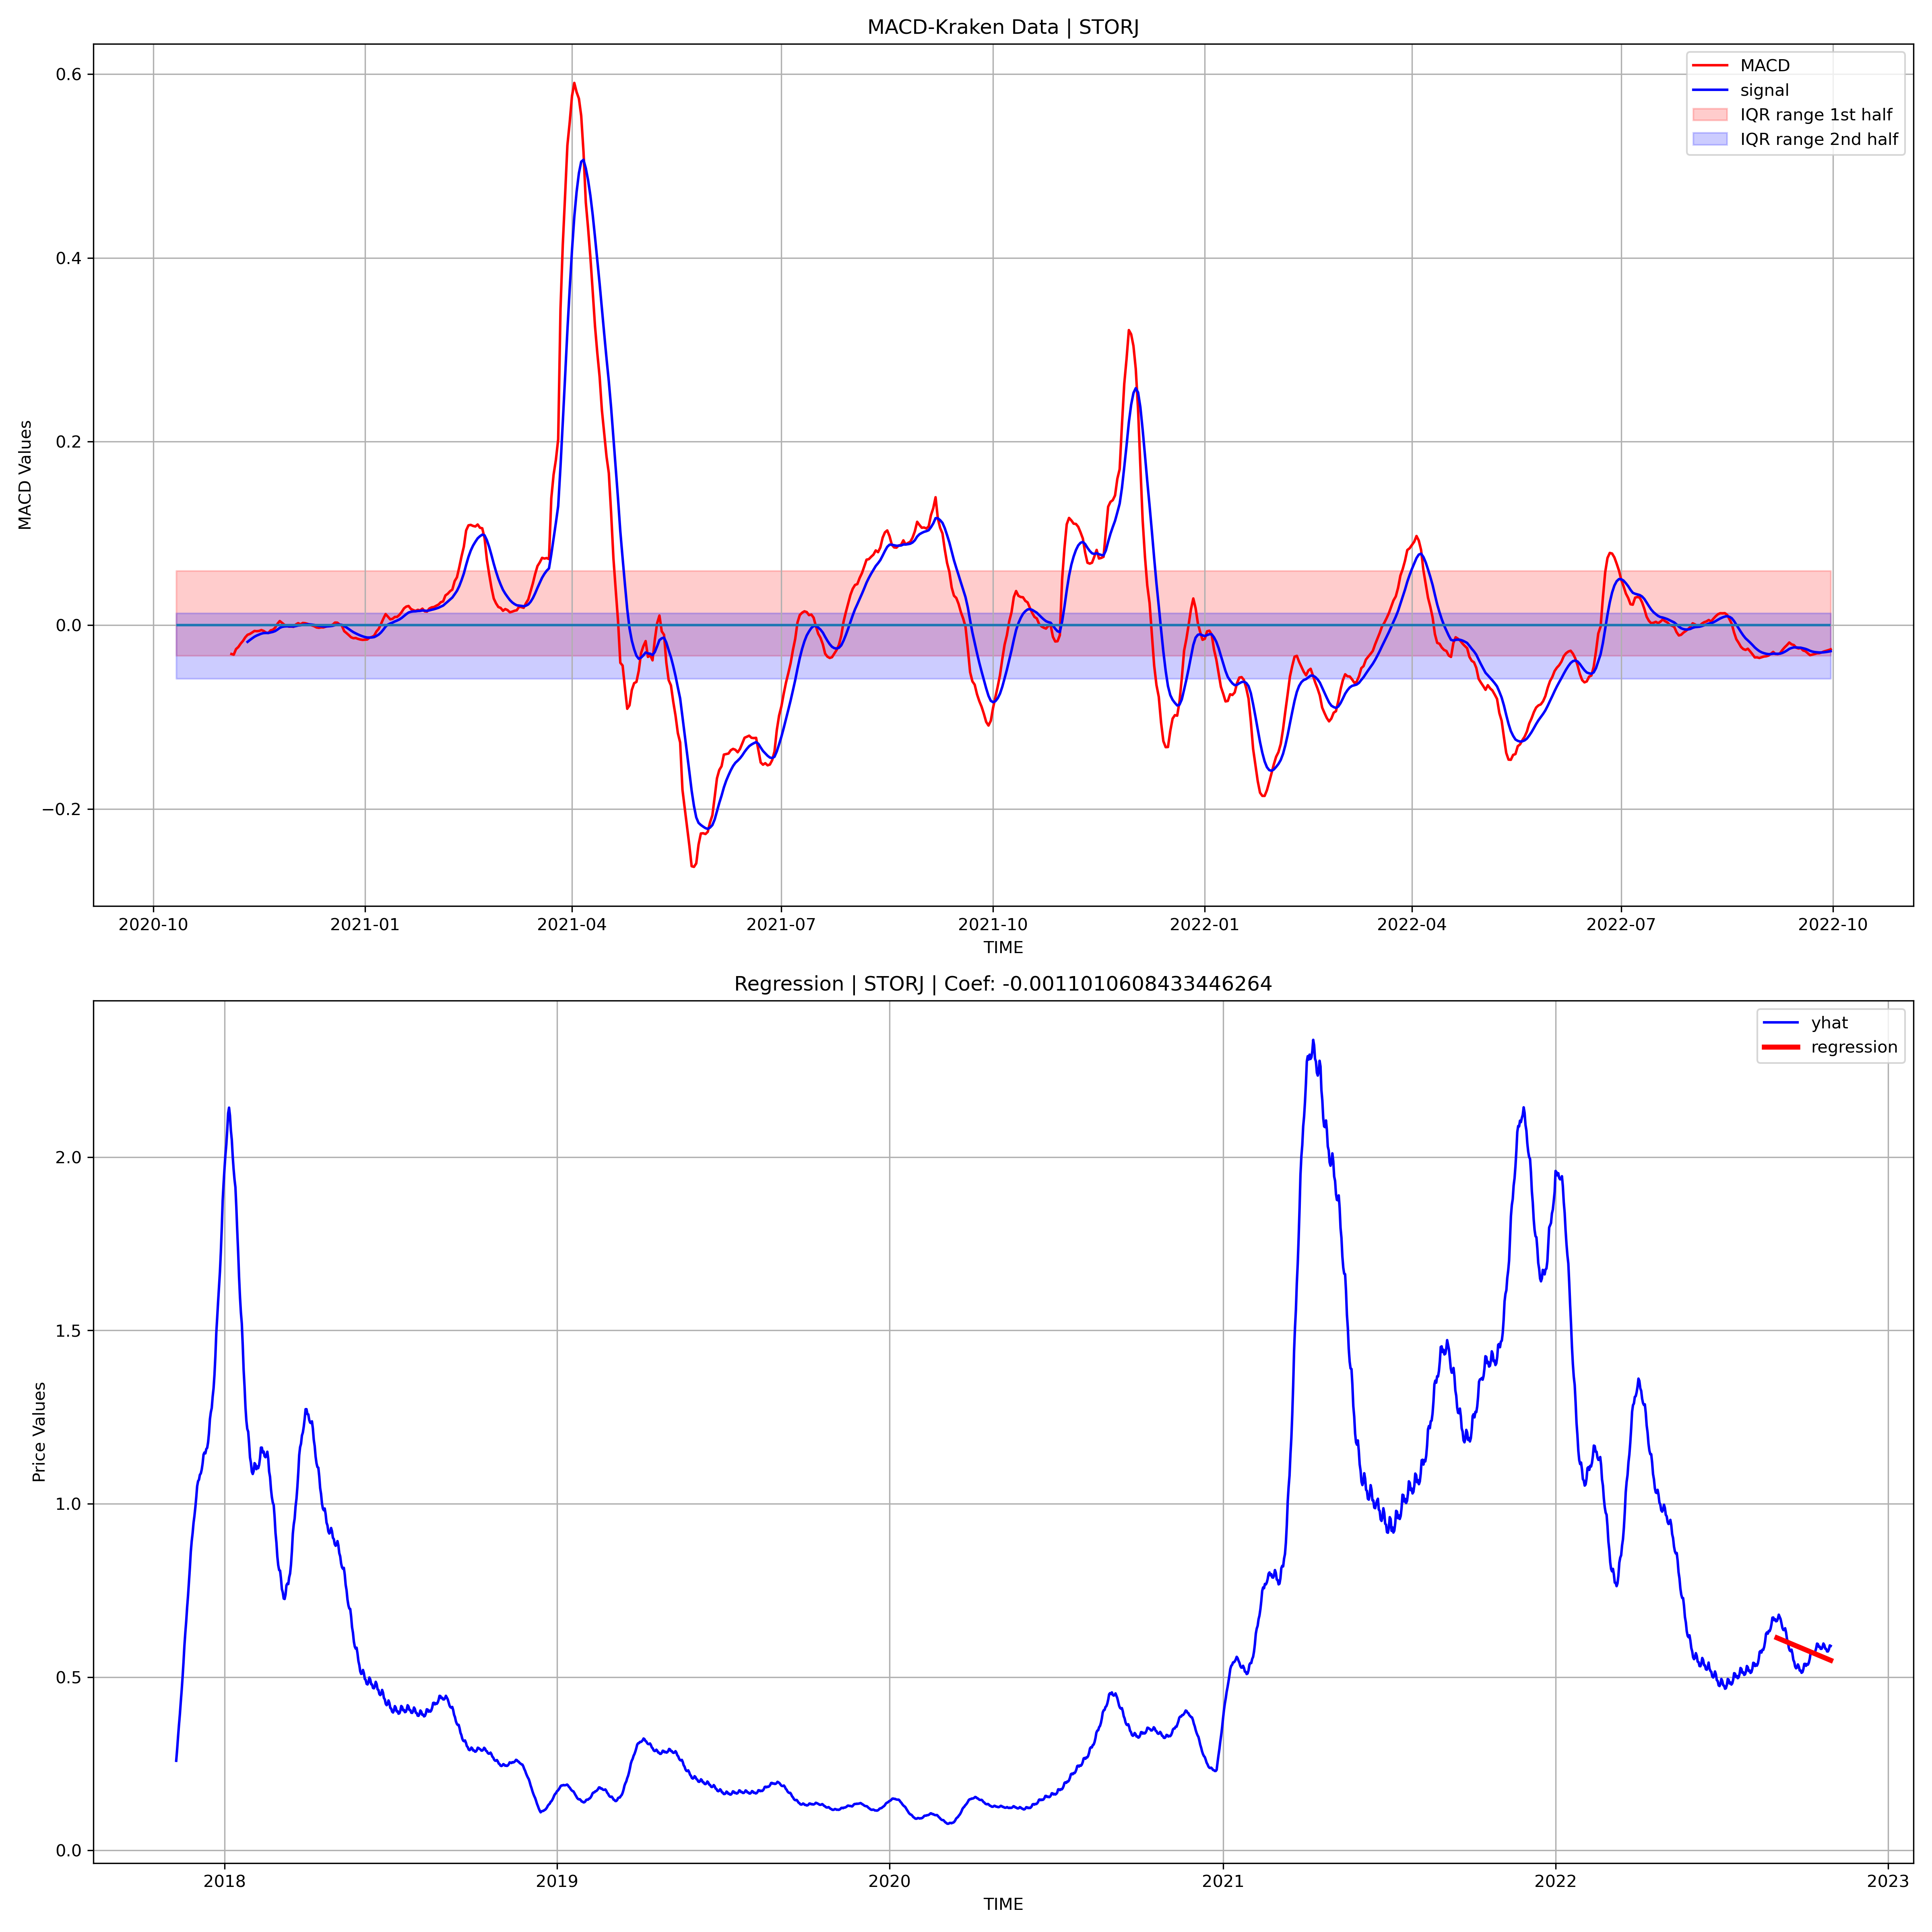 MACD-Kraken Data | STORJ
MACD
signal
IQR range 1st half
IQR range 2nd half
0.6
0.4
0.2
0.0
−0.2
MACD Values
2020-10 2021-01 2021-04 2021-07 2021-10 2022-01 2022-04 2022-07 2022-10
TIME
Regression | STORJ | Coef: -0.0011010608433446264
yhat
regression
2.0
1.5
1.0
0.5
0.0
Price Values
2018 2019 2020 2021 2022 2023
TIME